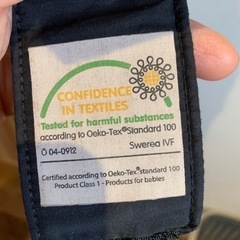 CONFIDENCE
IN TEXTILES
Tested for harmful substances
according to Oeko-Tex®Standard 100
Ö 04-0912 Swerea IVF
Certified according to Oeko-Tex®standard 100
Product Class 1 - Products for babies